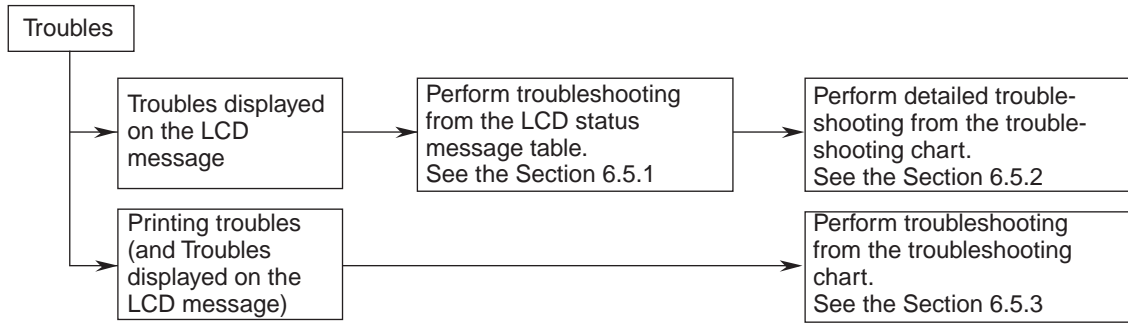 Troubles
Troubles displayed
on the LCD
message
Perform troubleshooting
from the LCD status
message table.
See the Section 6.5.1
Perform detailed trouble-
shooting from the trouble-
shooting chart.
See the Section 6.5.2
Printing troubles
(and Troubles
displayed on the
LCD message)
Perform troubleshooting
from the troubleshooting
chart.
See the Section 6.5.3